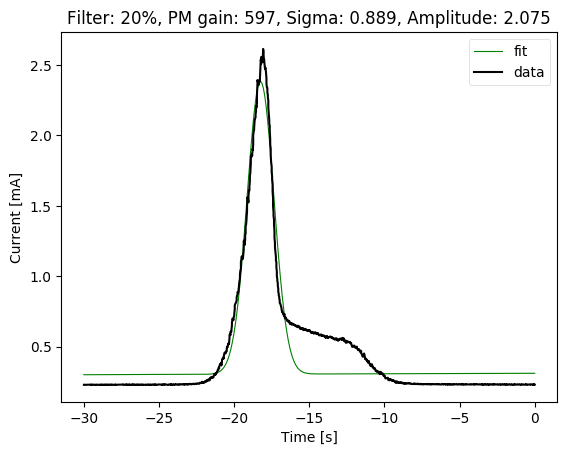 Filter: 20%, PM gain: 597, Sigma: 0.889, Amplitude: 2.075
fit
data
2.5
2.0
1.5
1.0
0.5
Current [mA]
−30
−25
−20
−15
−10
−5
0
Time [s]